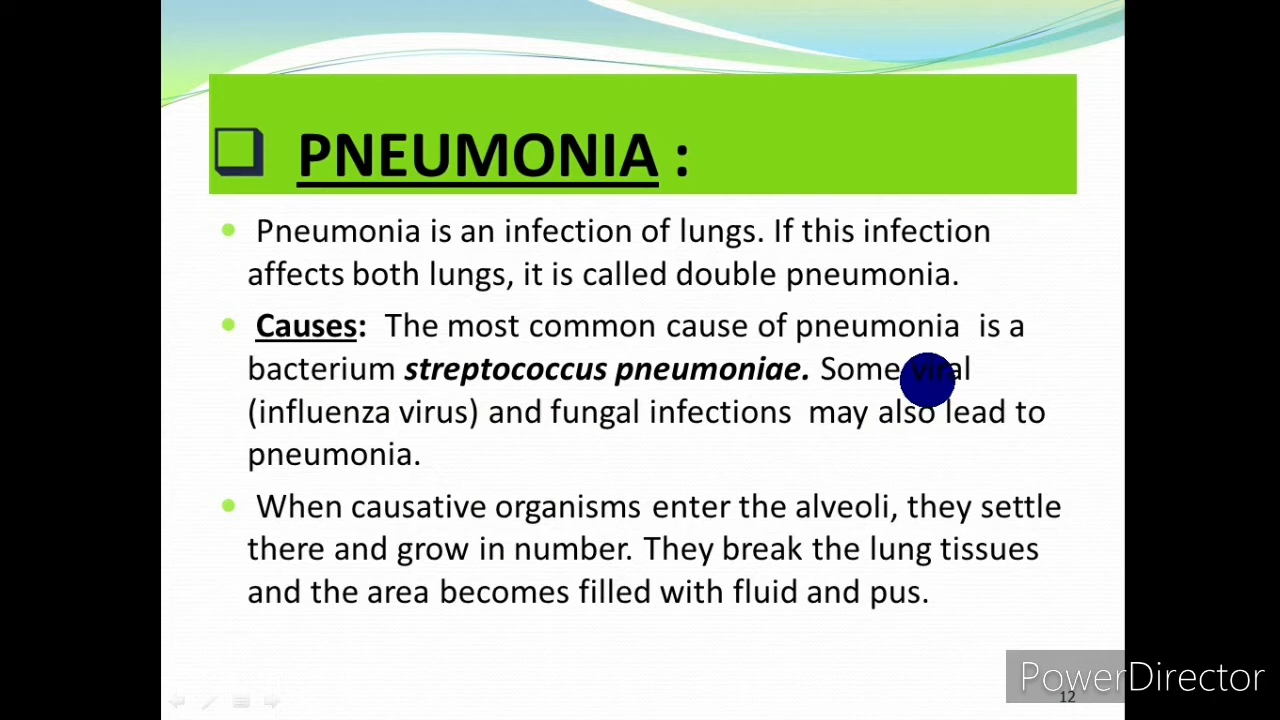 PNEUMONIA :
Pneumonia is an infection of lungs. If this infection
affects both lungs, it is called double pneumonia.
Causes: The most common cause of pneumonia is a
bacterium streptococcus pneumoniae. Some viral
(influenza virus) and fungal infections may also lead to
pneumonia.
When causative organisms enter the alveoli, they settle
there and grow in number. They break the lung tissues
and the area becomes filled with fluid and pus.
PowerDirector
12